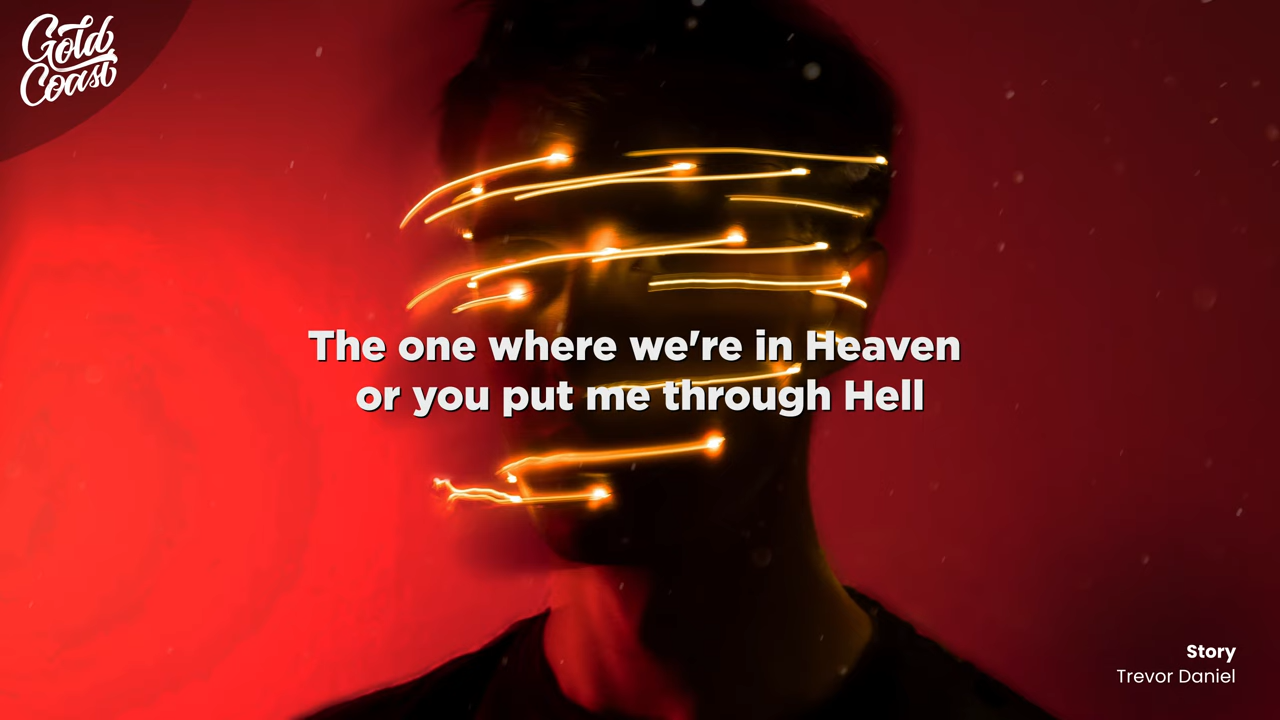 Gold
Coast
The one where we're in Heaven
or you put me through Hell
Story
Trevor Daniel